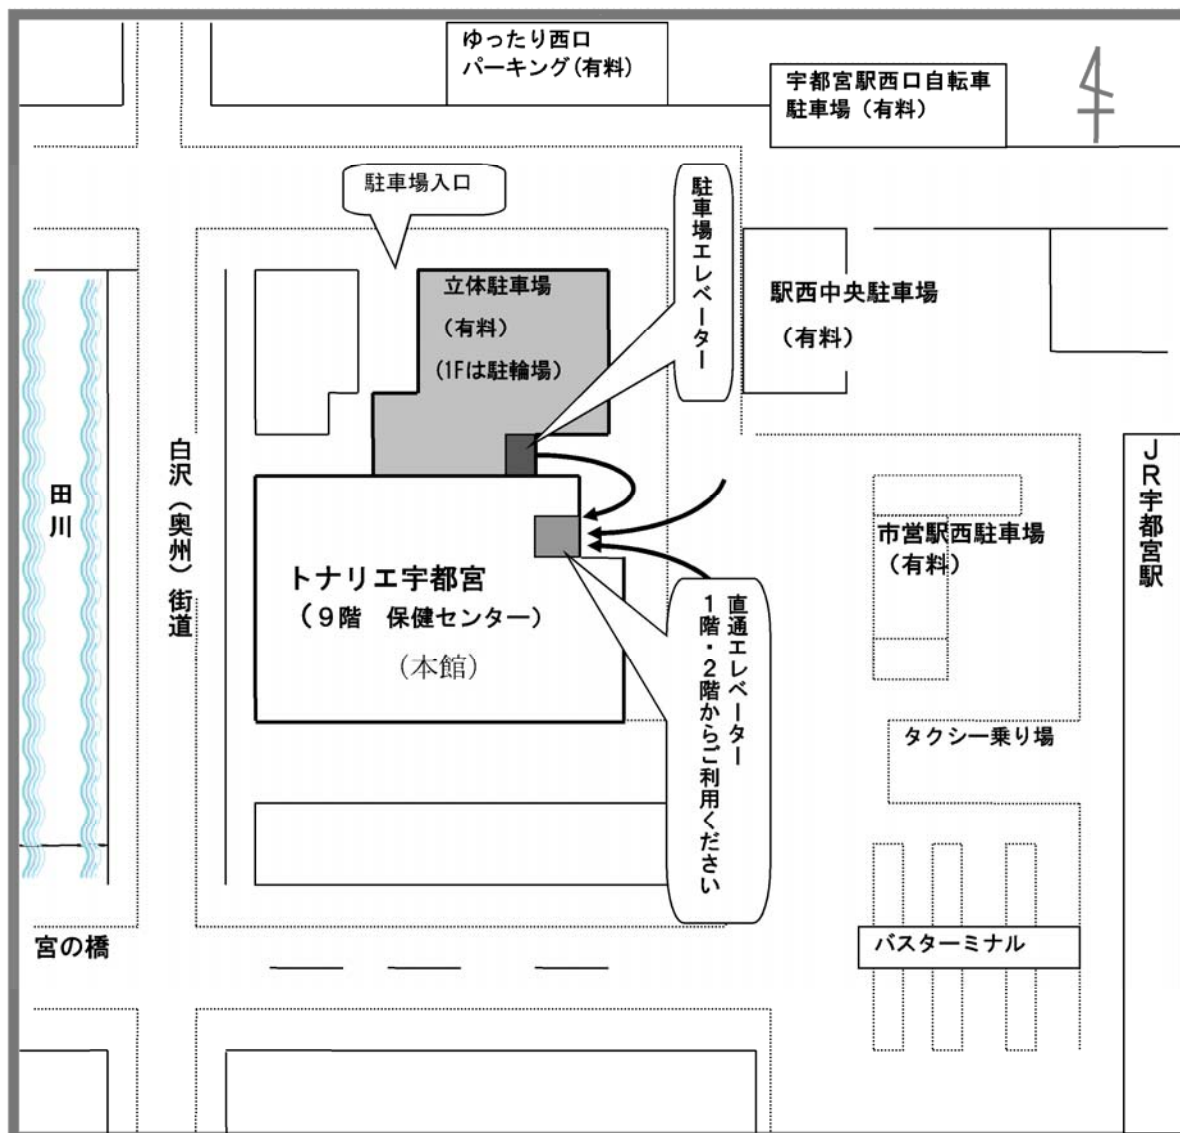 ゆったり西口
パーキング(有料)
宇都宮駅西口自転車
駐車場(有料)
駐車場入口
駐車場エレベーター
立体駐車場
(有料)
(1Fは駐輪場)
駅西中央駐車場
(有料)
田川
白沢(奥州)街道
JR宇都宮駅
市営駅西駐車場
(有料)
トナリエ宇都宮
(9階 保健センター)
(本館)
直通エレベーター
1階・2階からご利用ください
タクシー乗り場
宮の橋
バスターミナル